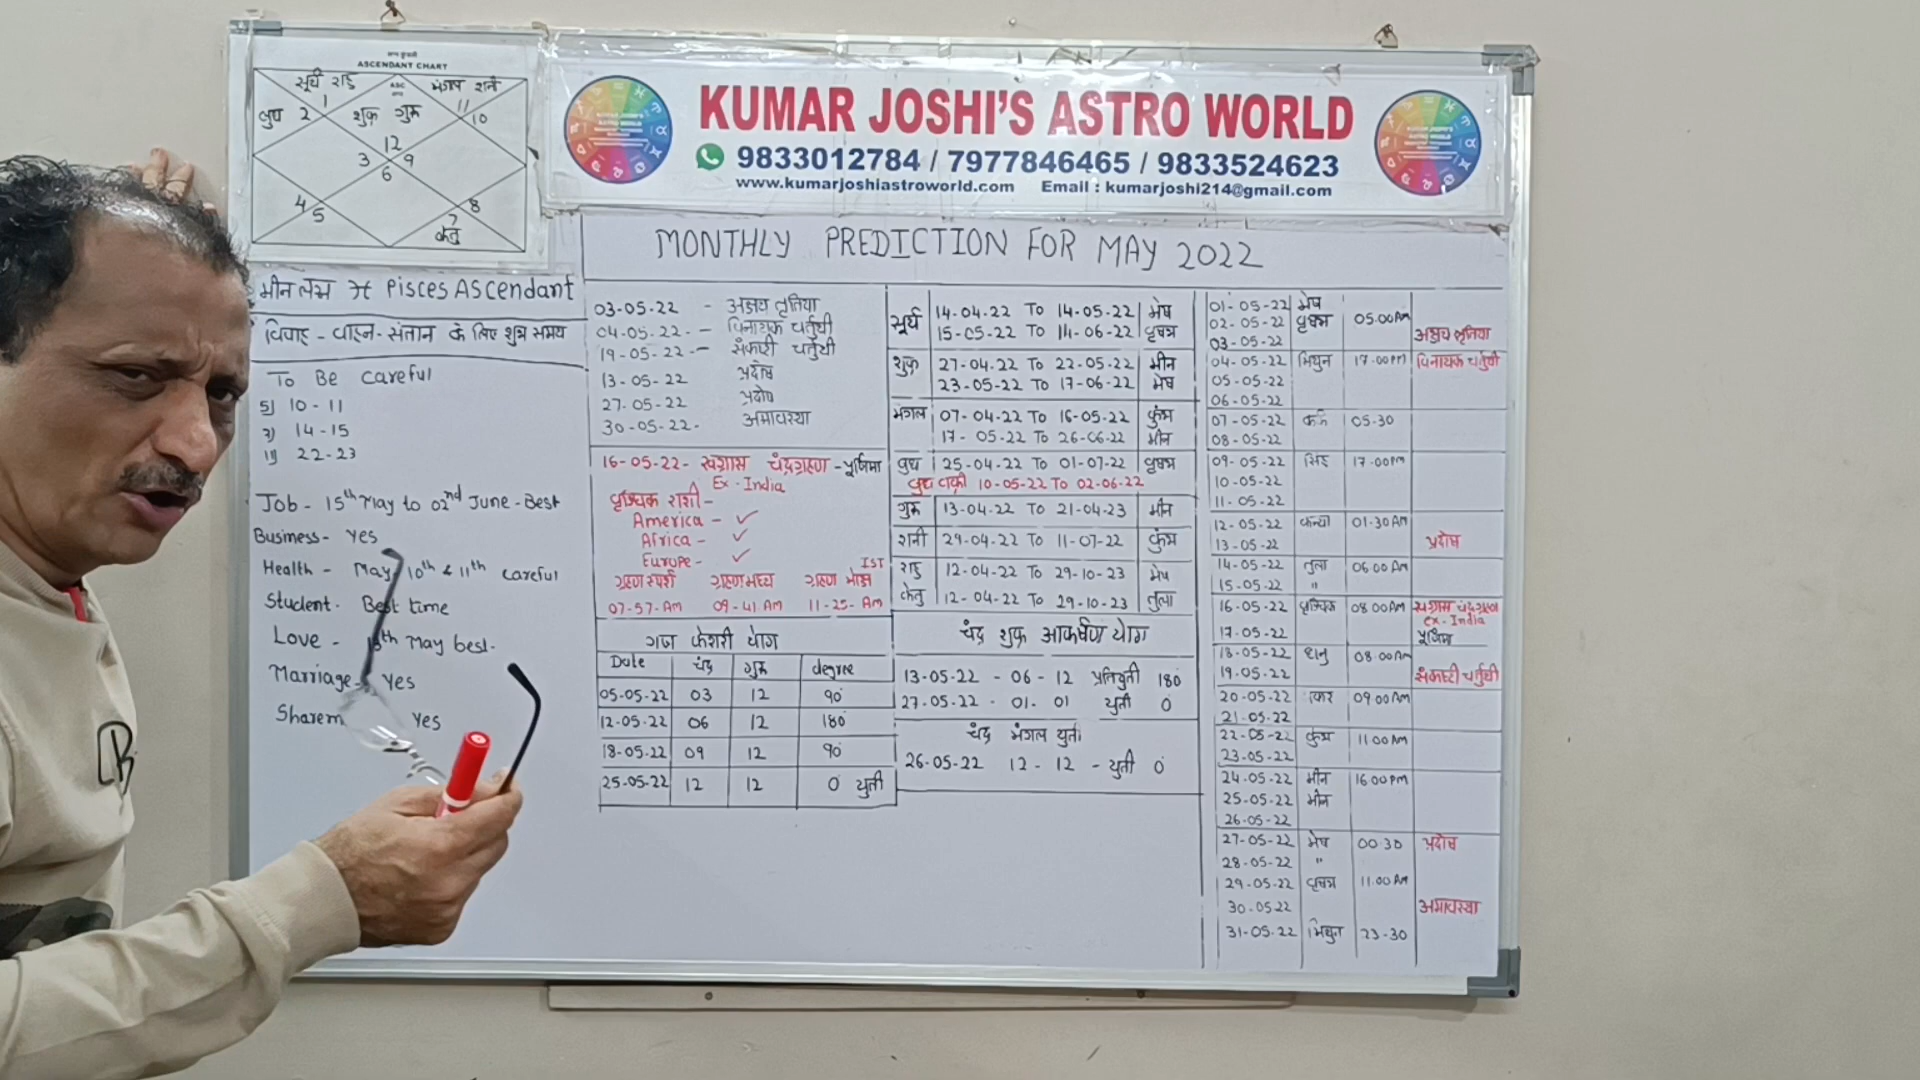 लग्न कुंडली
ASCENDANT CHART
सूर्य राहु
ASC
लग्न
मंगल शनी
1
11
बुध 2
शुक्र गुरु
10
12
3
9
6
4
5
8
7
केतु
KUMAR JOSHI'S ASTRO WORLD
9833012784 / 7977846465 / 9833524623
www.kumarjoshiastroworld.com Email : kumarjoshi214@gmail.com
MONTHLY PREDICTION FOR MAY 2022
मीन लग्न ♓ Pisces Ascendant
विवाह - वाहन - संतान के लिए शुभ समय
To Be Careful
5) 10 - 11
7) 14 - 15
11) 22 - 23
Job - 15th May to 02nd June - Best
Business - Yes
Health - May 10th & 11th careful
Student - Best time
Love - th May best.
Marriage - Yes
Sharem Yes
03-05-22 - अक्षय तृतिया
04-05-22 - विनायक चर्तुथी
19-05-22 - संकष्टी चर्तुथी
13-05-22 प्रदोष
27-05-22 प्रदोष
30-05-22 - अमावस्या
16-05-22 - खग्रास चंद्रग्रहण - पूर्णिमा
Ex - India
वृश्चिक राशी -
America - ✓
Africa - ✓
Europe - ✓
IST
ग्रहण स्पर्श ग्रहण मध्य ग्रहण मोक्ष
07-57-Am 09-41 Am 11-25-Am
गज केशरी योग
Date चंद्र गुरु degree
05-05-22 03 12 90°
12-05-22 06 12 180°
18-05-22 09 12 90°
25-05-22 12 12 0° युती
सूर्य 14-04-22 TO 14-05-22 मेष
15-05-22 TO 14-06-22 वृषभ
शुक्र 27-04-22 TO 22-05-22 मीन
23-05-22 TO 17-06-22 मेष
मंगल 07-04-22 TO 16-05-22 कुंभ
17-05-22 TO 26-06-22 मीन
बुध 25-04-22 TO 01-07-22 वृषभ
बुध वक्री 10-05-22 TO 02-06-22
गुरु 13-04-22 TO 21-04-23 मीन
शनी 29-04-22 TO 11-07-22 कुंभ
राहु 12-04-22 TO 29-10-23 मेष
केतु 12-04-22 TO 29-10-23 तुला
चंद्र शुक्र आकर्षण योग
13-05-22 - 06 - 12 प्रतियुती 180
27-05-22 - 01 - 01 युती 0°
चंद्र मंगल युती
26-05-22 12 - 12 - युती 0°
01-05-22 मेष
02-05-22 वृषभ 05:00 Am
03-05-22 अक्षय तृतिया
04-05-22 मिथुन 17:00 PM विनायक चर्तुथी
05-05-22
06-05-22
07-05-22 कर्क 05:30
08-05-22
09-05-22 सिंह 17:00 PM
10-05-22
11-05-22
12-05-22 कन्या 01:30 Am
13-05-22 प्रदोष
14-05-22 तुला 06:00 Am
15-05-22 "
16-05-22 वृश्चिक 08:00 Am खग्रास चंद्रग्रहण
Ex - India
17-05-22 पूर्णिमा
18-05-22 धनु 08:00 Am
19-05-22 संकष्टी चर्तुथी
20-05-22 मकर 09:00 Am
21-05-22
22-05-22 कुंभ 11:00 Am
23-05-22
24-05-22 मीन 16:00 PM
25-05-22 मीन
26-05-22
27-05-22 मेष 00:30 प्रदोष
28-05-22 "
29-05-22 वृषभ 11:00 Am
30-05-22 अमावस्या
31-05-22 मिथुन 23-30